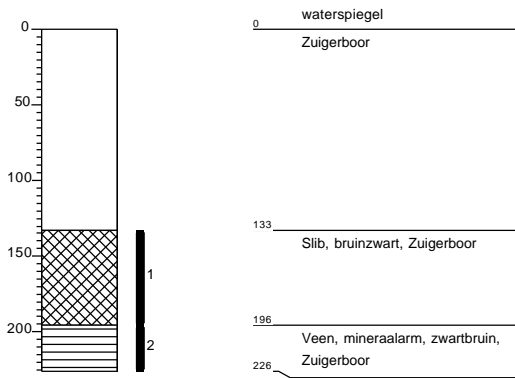 waterspiegel
0
0
Zuigerboor
50
100
133
Slib, bruinzwart, Zuigerboor
150
1
196
200
Veen, mineraalarm, zwartbruin,
2
Zuigerboor
226